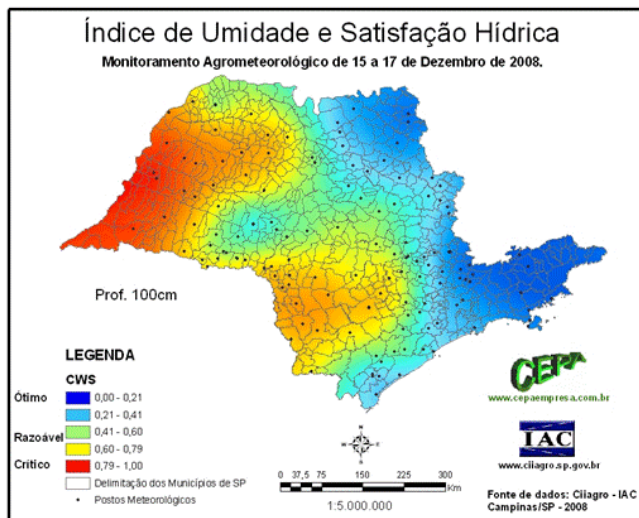 Índice de Umidade e Satisfação Hídrica
Monitoramento Agrometeorológico de 15 a 17 de Dezembro de 2008.
Prof. 100cm
LEGENDA
CWS
Ótimo 0,00 - 0,21
0,21 - 0,41
Razoável 0,41 - 0,60
0,60 - 0,79
Crítico 0,79 - 1,00
Delimitação dos Municípios de SP
Postos Meteorológicos
N
W E
S
0 37,5 75 150 225 300
Km
1:5.000.000
CEPA
www.cepaempresa.com.br
IAC
www.ciiagro.sp.gov.br
Fonte de dados: Ciiagro - IAC
Campinas/SP - 2008